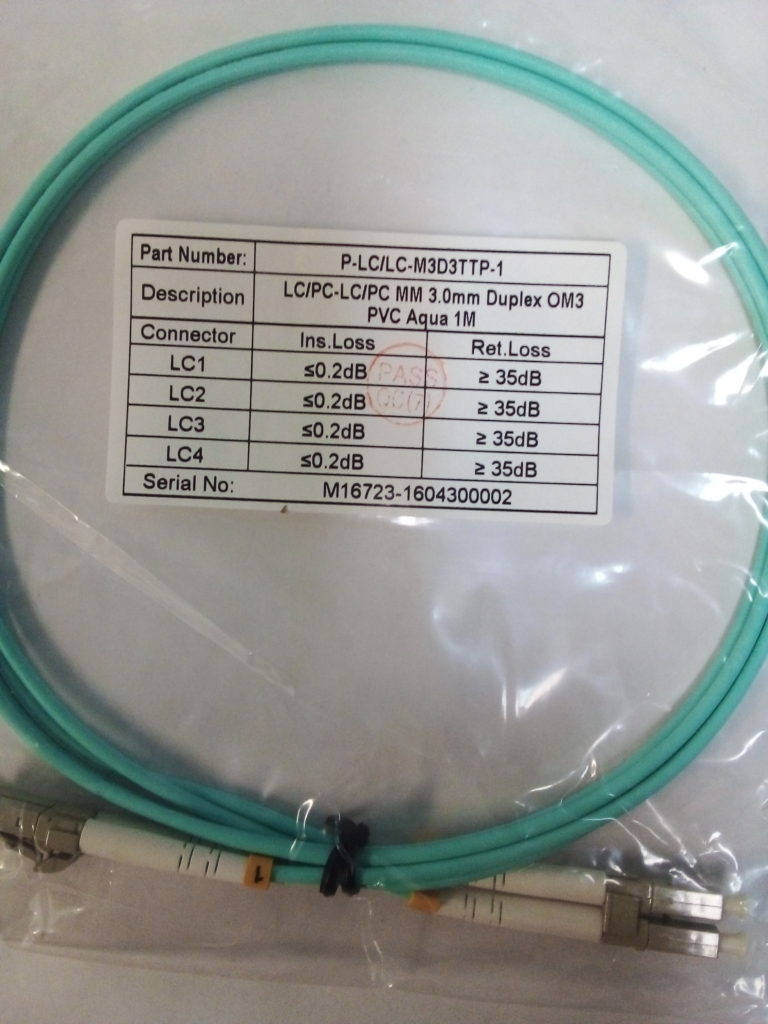 Part Number: P-LC/LC-M3D3TTP-1
Description LC/PC-LC/PC MM 3.0mm Duplex OM3
PVC Aqua 1M
Connector Ins.Loss Ret.Loss
LC1 ≤0.2dB ≥ 35dB
LC2 ≤0.2dB ≥ 35dB
LC3 ≤0.2dB ≥ 35dB
LC4 ≤0.2dB ≥ 35dB
Serial No: M16723-1604300002
PASS
QC(7)
1